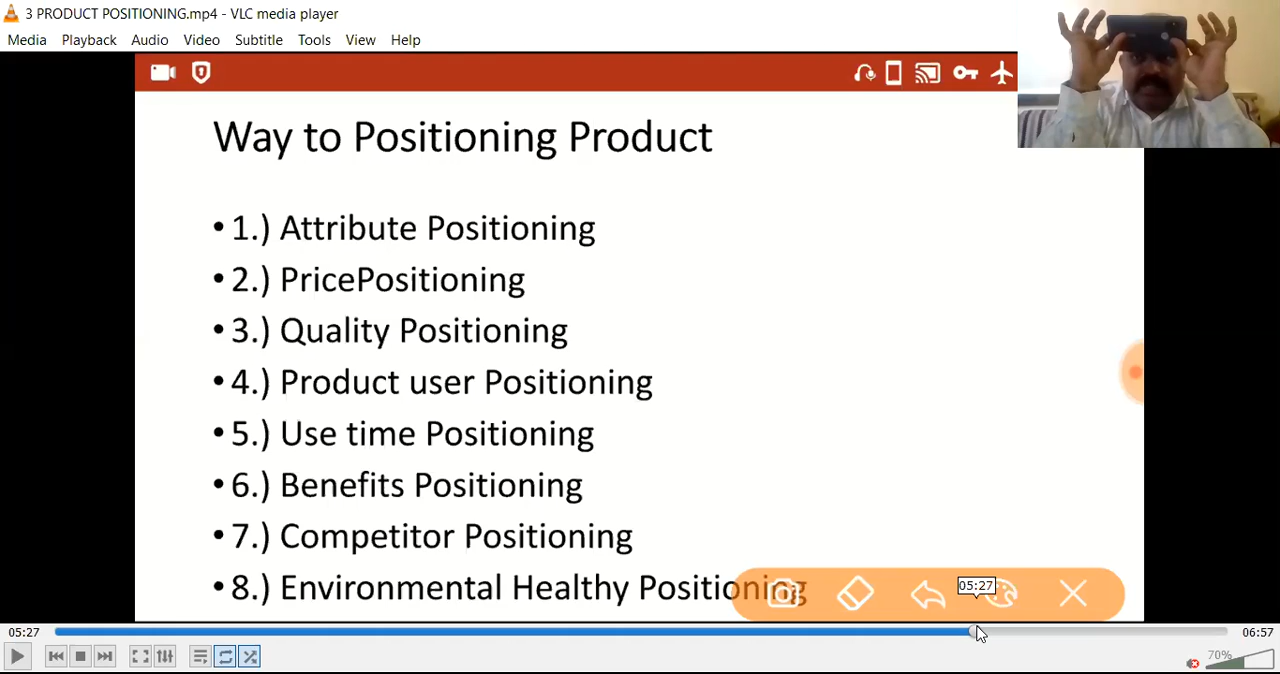 3 PRODUCT POSITIONING.mp4 - VLC media player
Media Playback Audio Video Subtitle Tools View Help
Way to Positioning Product
• 1.) Attribute Positioning
• 2.) PricePositioning
• 3.) Quality Positioning
• 4.) Product user Positioning
• 5.) Use time Positioning
• 6.) Benefits Positioning
• 7.) Competitor Positioning
• 8.) Environmental Healthy Positioning
05:27
05:27 06:57
70%